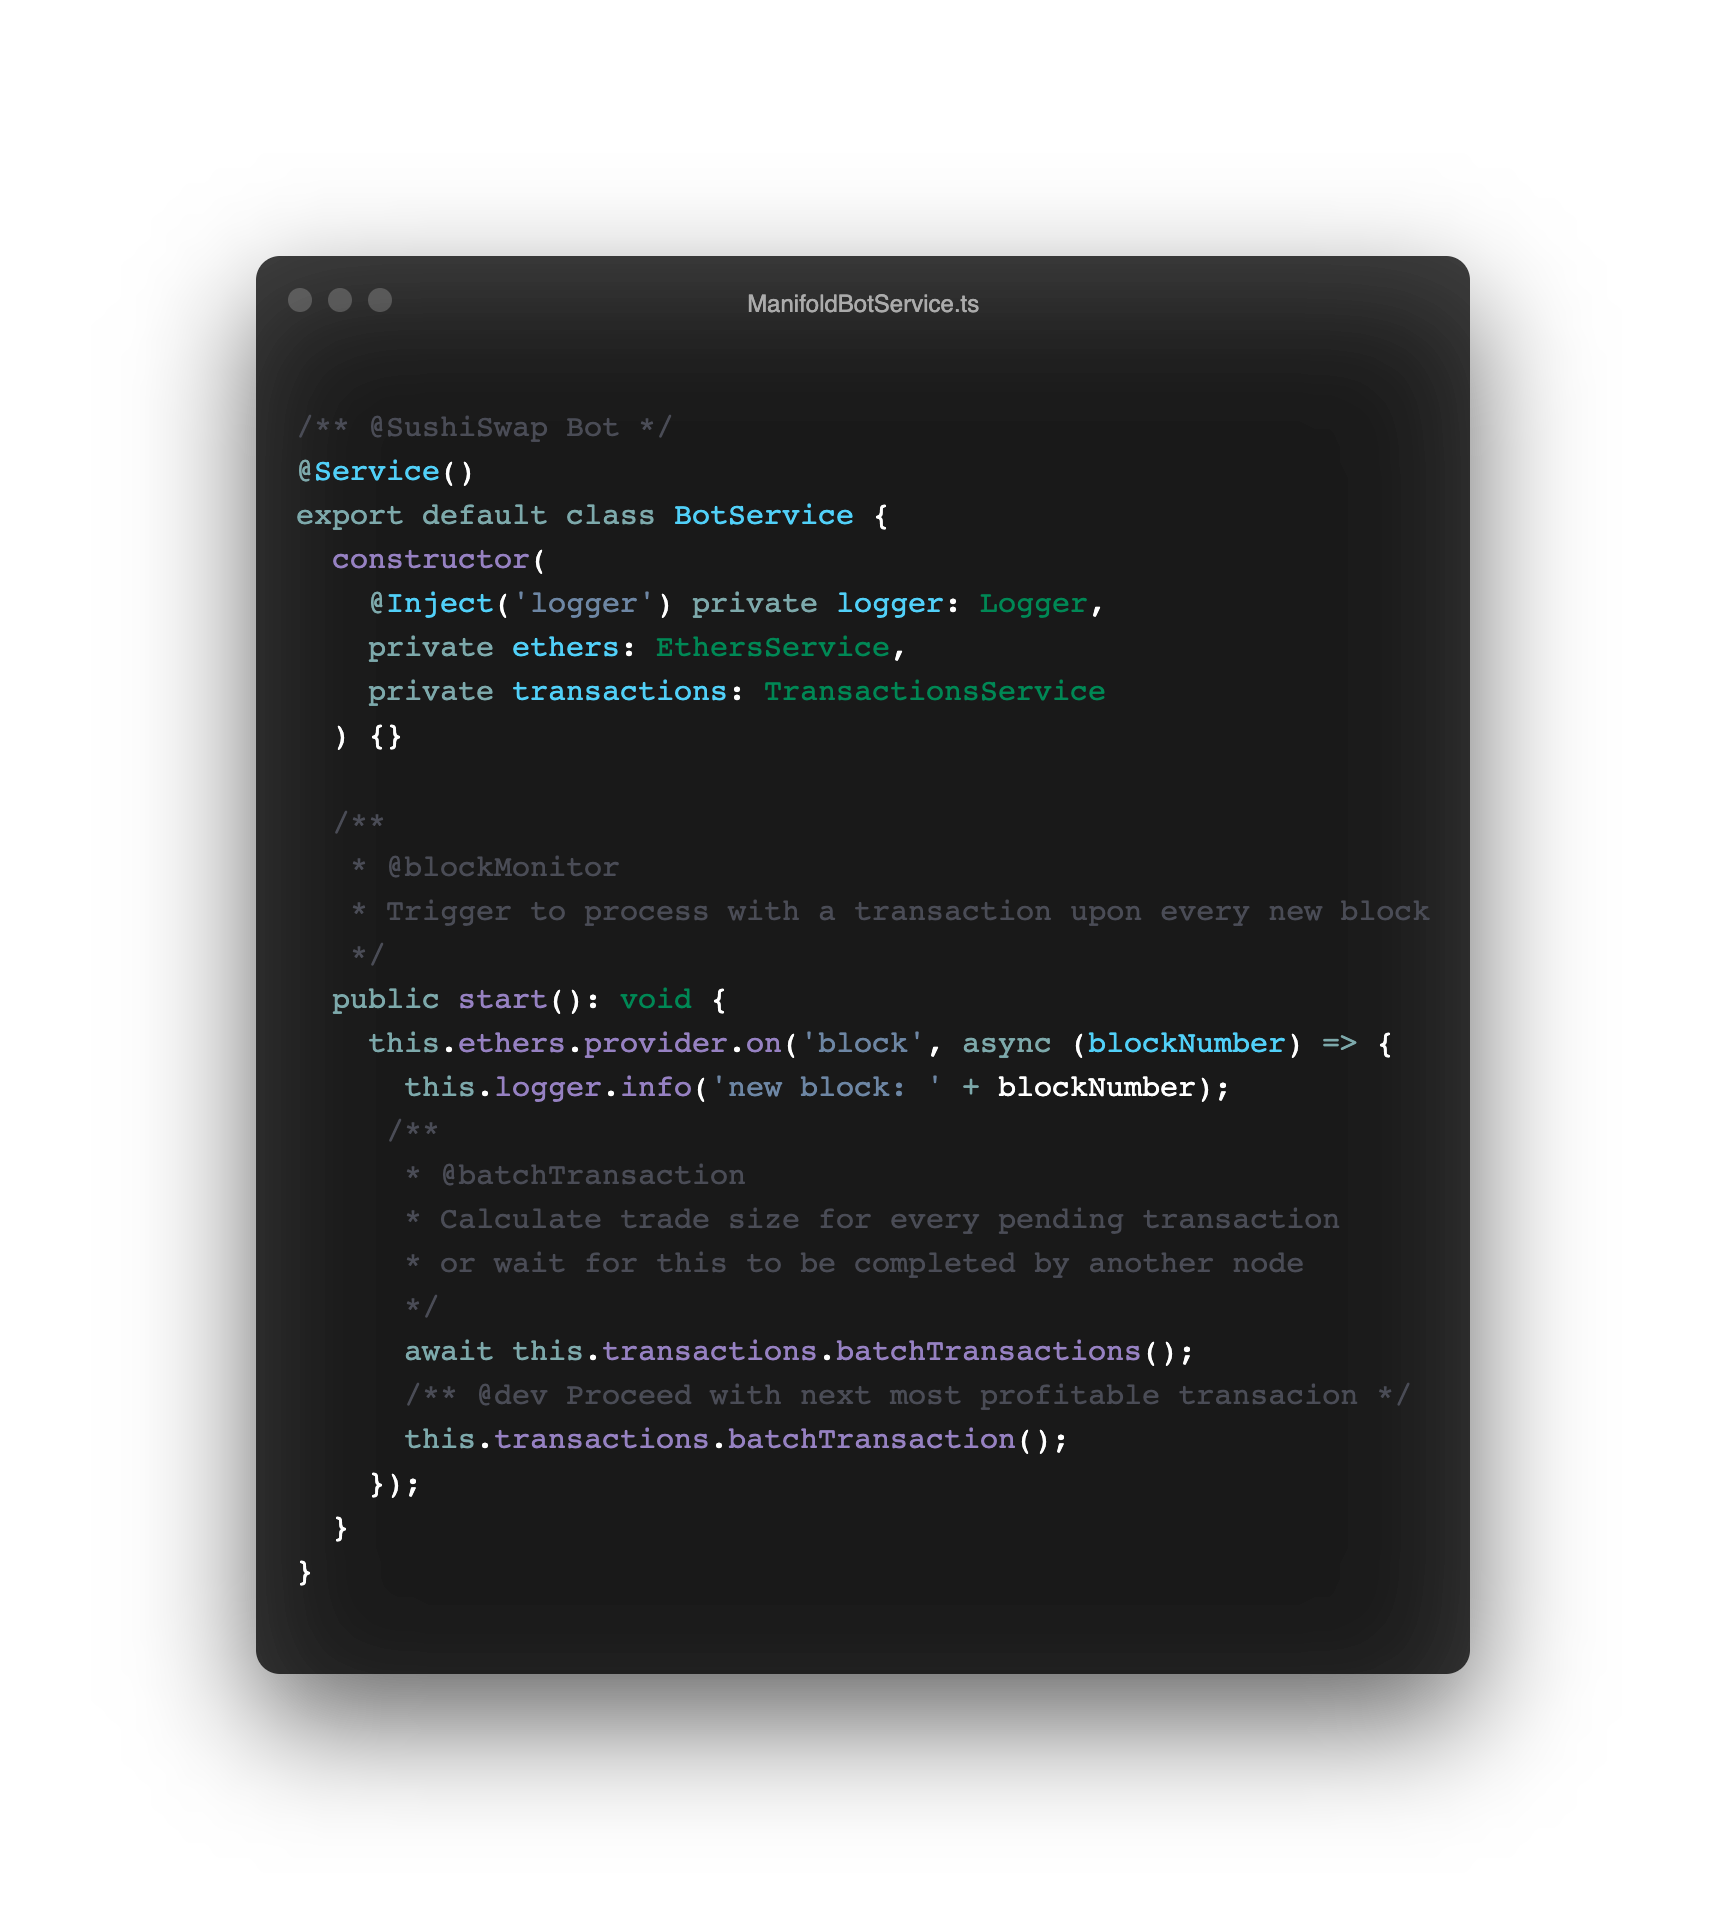 ManifoldBotService.ts
/** @SushiSwap Bot */
@Service()
export default class BotService {
  constructor(
    @Inject('logger') private logger: Logger,
    private ethers: EthersService,
    private transactions: TransactionsService
  ) {}
  /**
   * @blockMonitor
   * Trigger to process with a transaction upon every new block
   */
  public start(): void {
    this.ethers.provider.on('block', async (blockNumber) => {
      this.logger.info('new block: ' + blockNumber);
     /**
      * @batchTransaction
      * Calculate trade size for every pending transaction
      * or wait for this to be completed by another node
      */
      await this.transactions.batchTransactions();
      /** @dev Proceed with next most profitable transacion */
      this.transactions.batchTransaction();
    });
  }
}